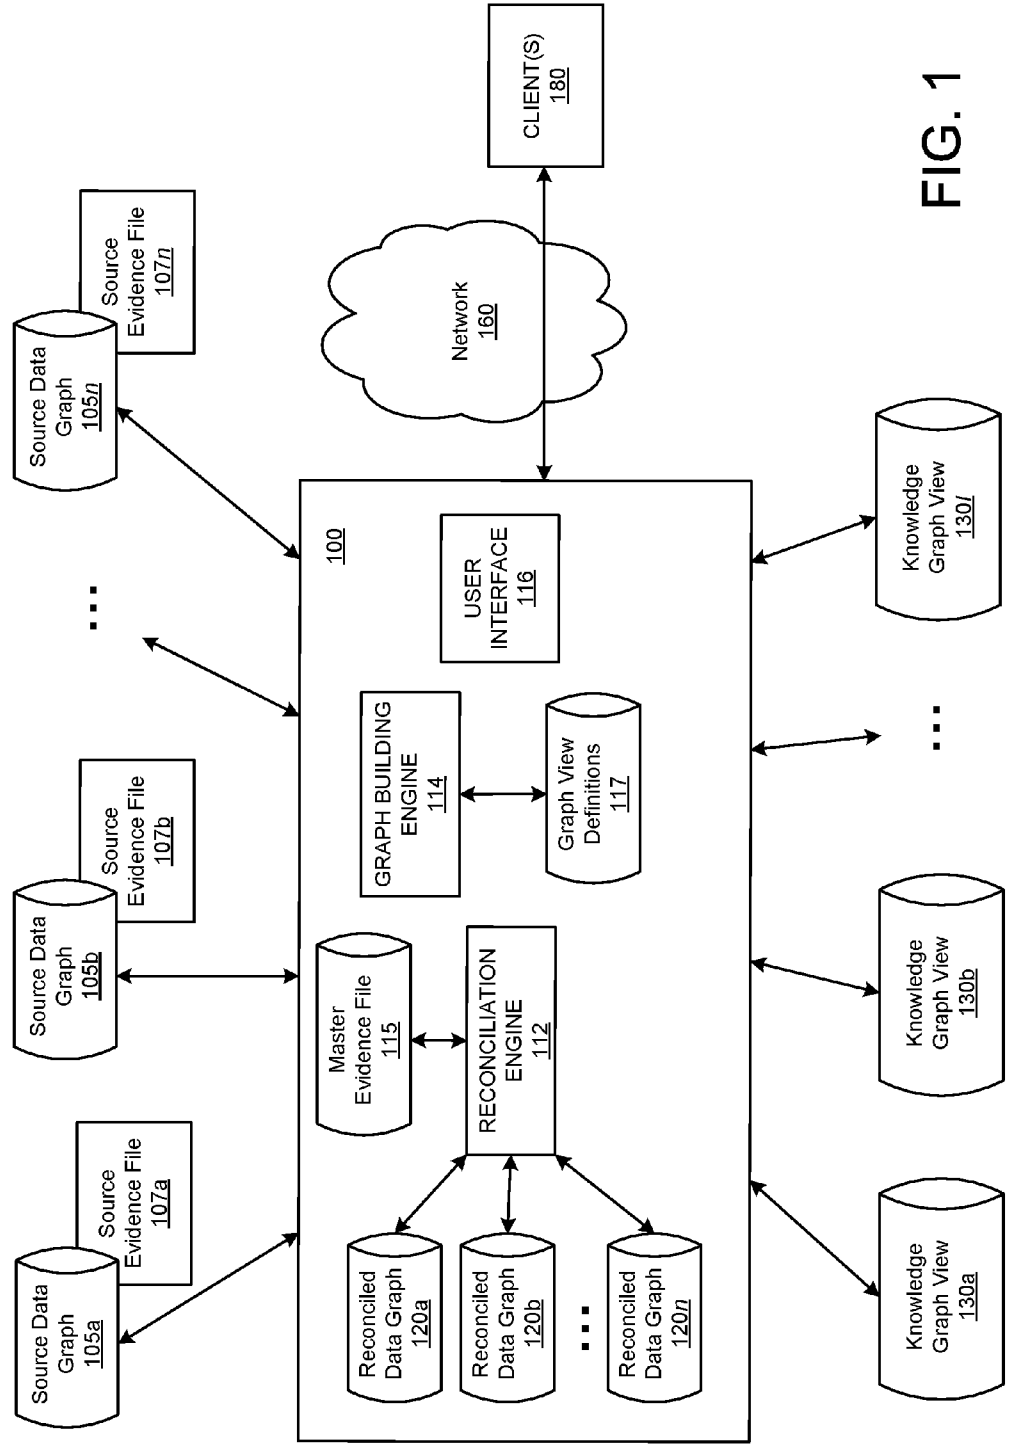 Source Data
Graph
105a
Source
Evidence File
107a
Source Data
Graph
105b
Source
Evidence File
107b
...
Source Data
Graph
105n
Source
Evidence File
107n
100
Master
Evidence File
115
RECONCILIATION
ENGINE
112
Reconciled
Data Graph
120a
Reconciled
Data Graph
120b
...
Reconciled
Data Graph
120n
GRAPH BUILDING
ENGINE
114
Graph View
Definitions
117
USER
INTERFACE
116
Network
160
CLIENT(S)
180
Knowledge
Graph View
130a
Knowledge
Graph View
130b
...
Knowledge
Graph View
130l
FIG. 1